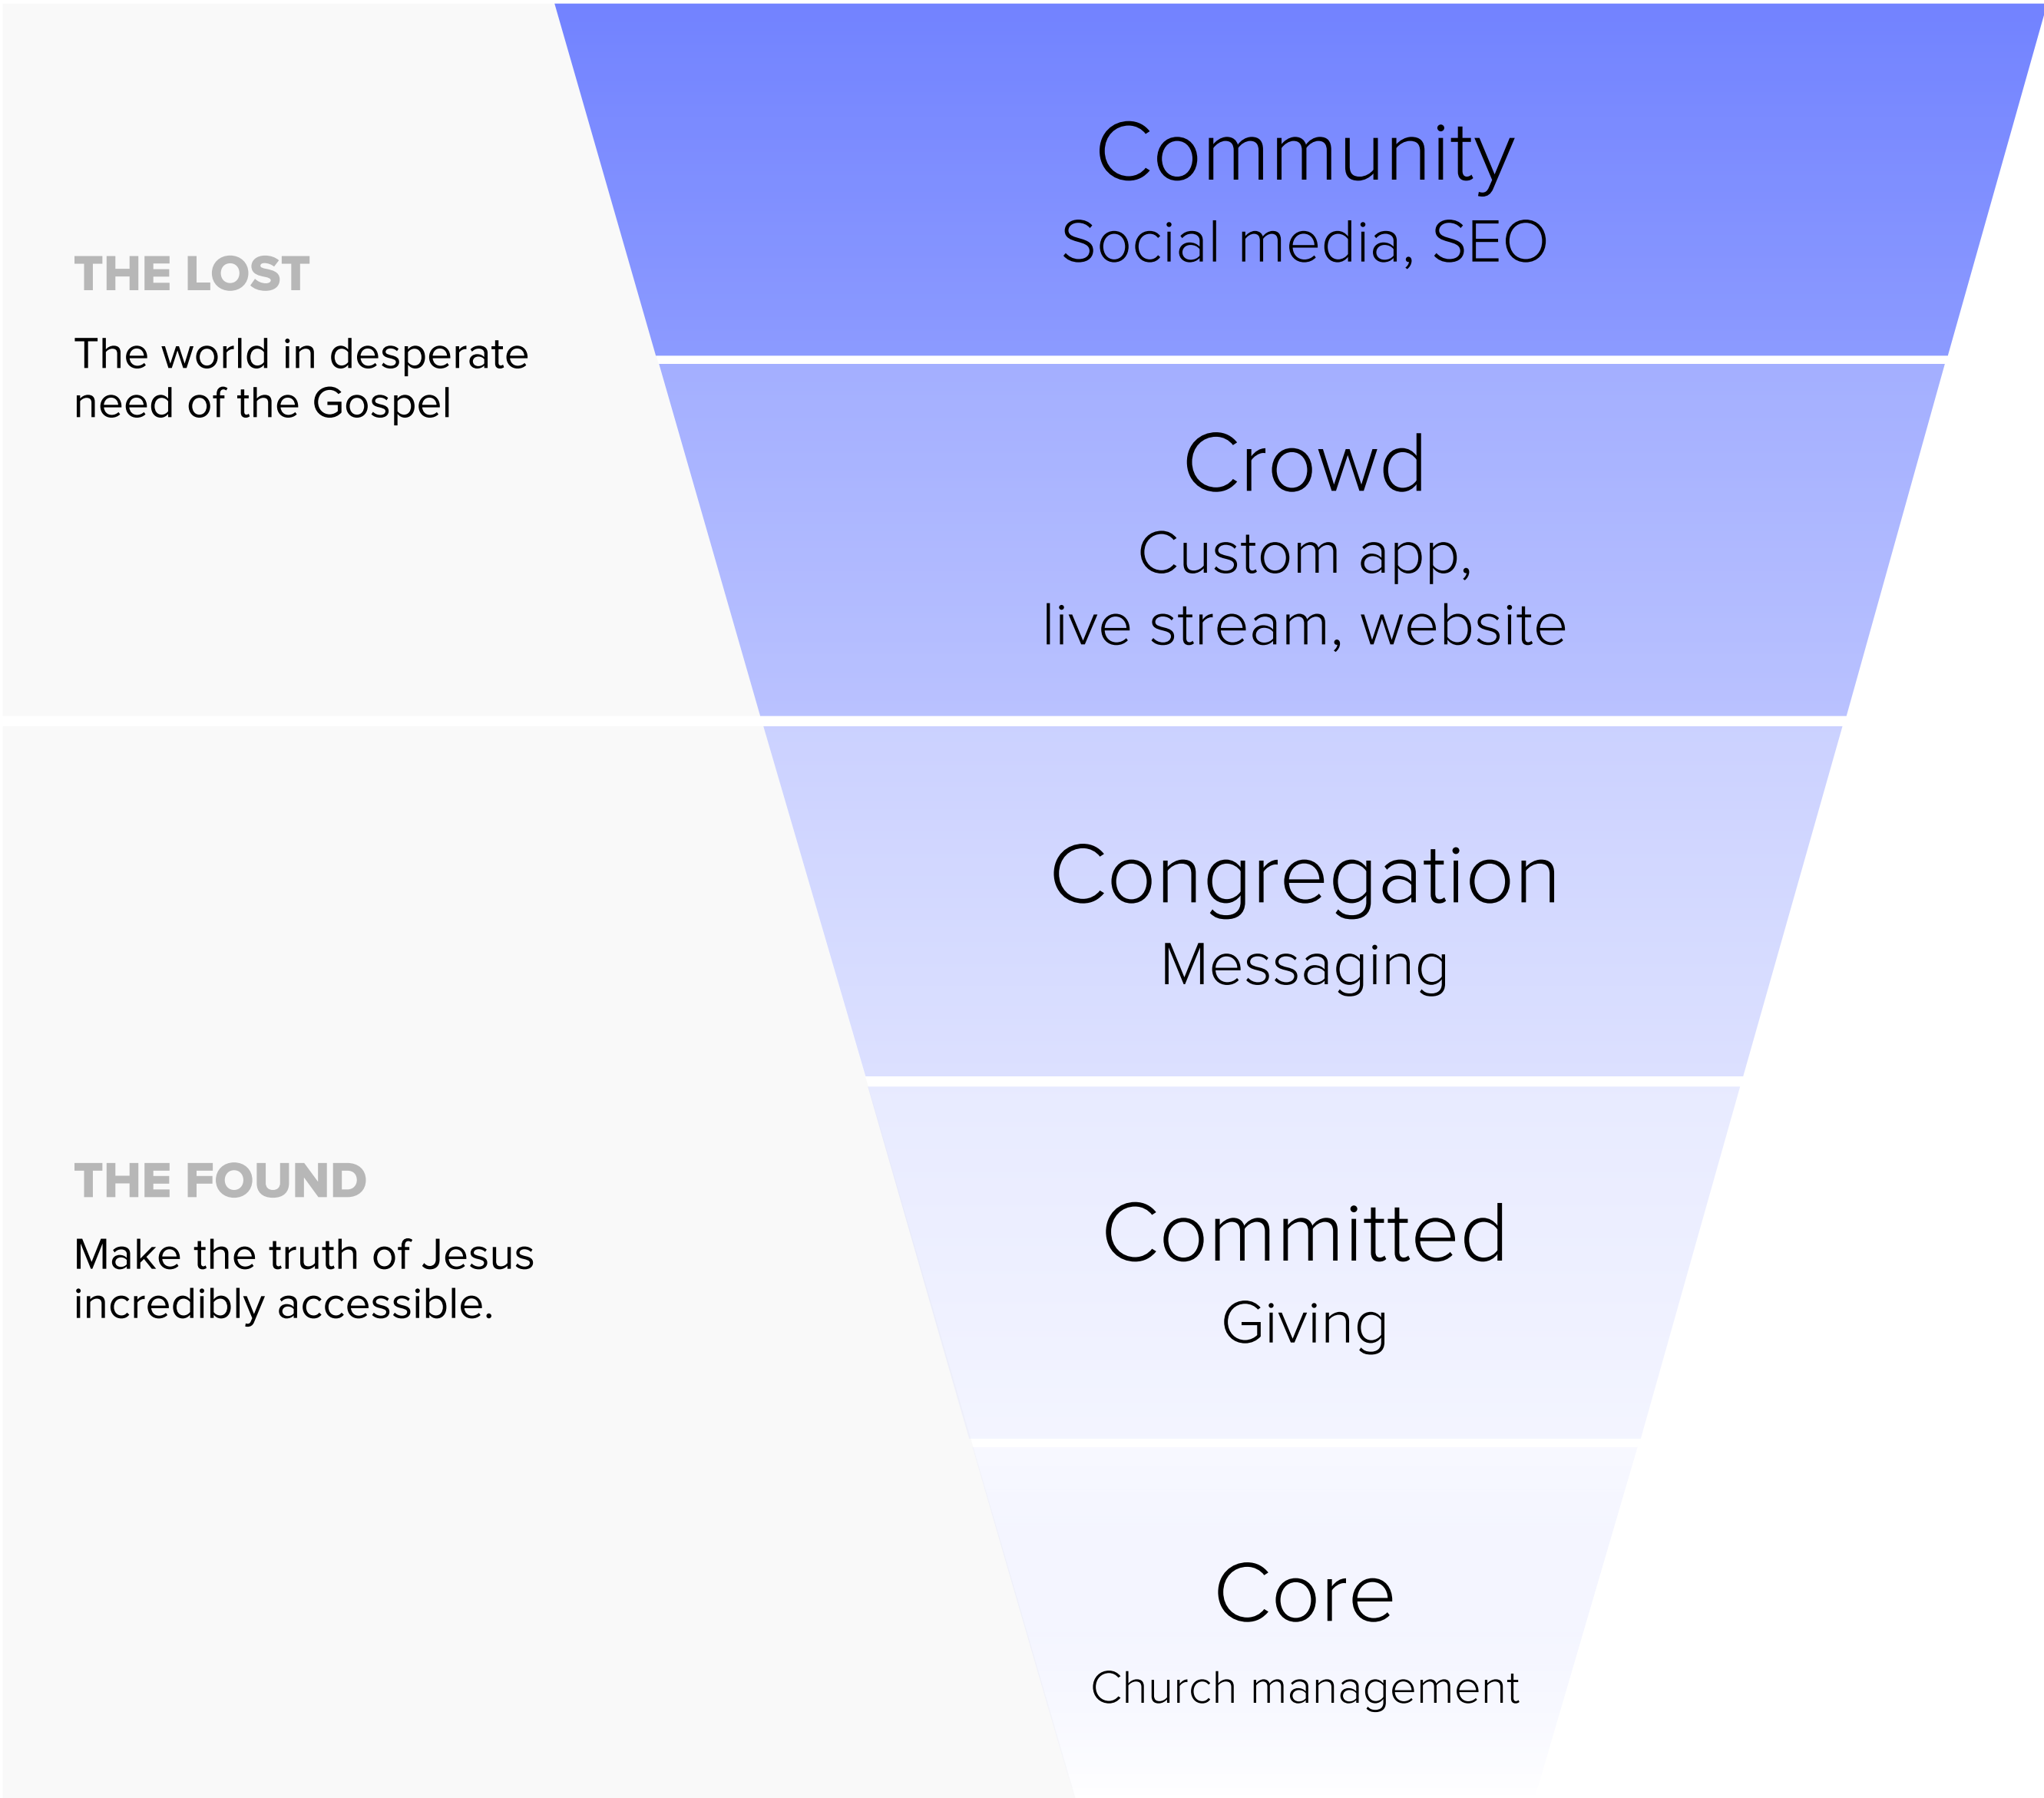 Community
Social media, SEO
THE LOST
The world in desperate
need of the Gospel
Crowd
Custom app,
live stream, website
Congregation
Messaging
THE FOUND
Make the truth of Jesus
incredibly accessible.
Committed
Giving
Core
Church management